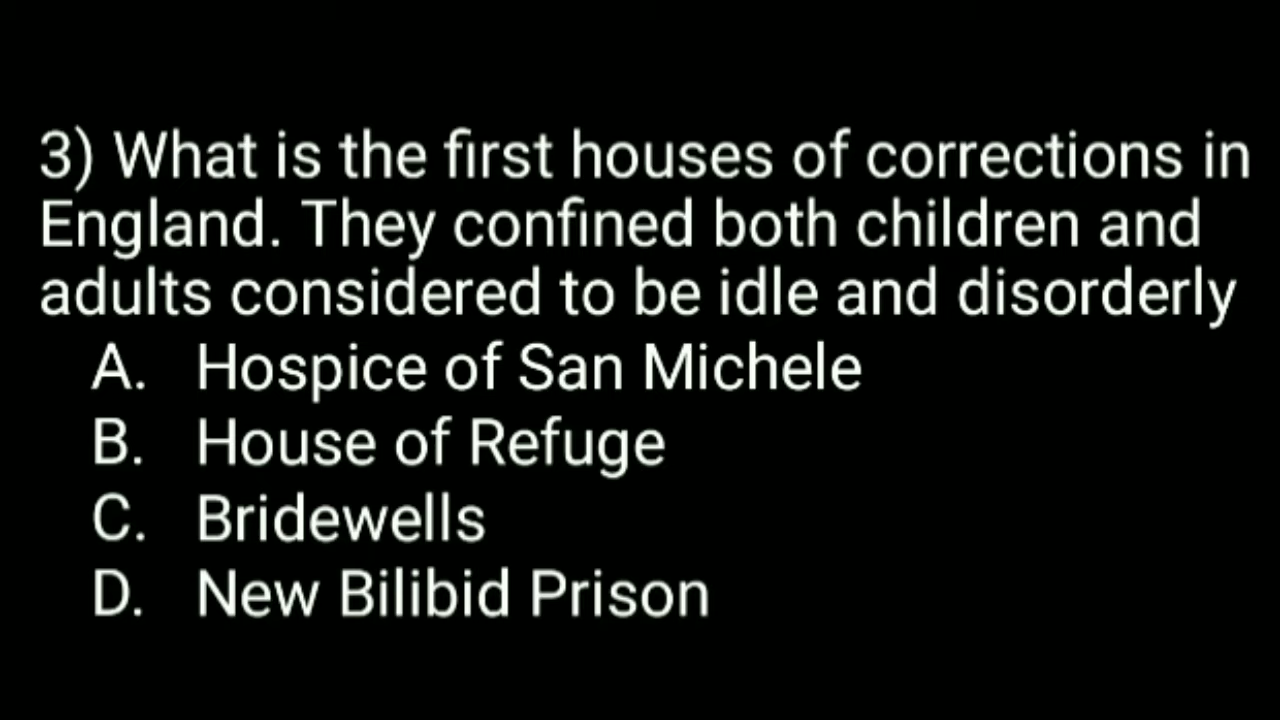 3) What is the first houses of corrections in
England. They confined both children and
adults considered to be idle and disorderly
A. Hospice of San Michele
B. House of Refuge
C. Bridewells
D. New Bilibid Prison